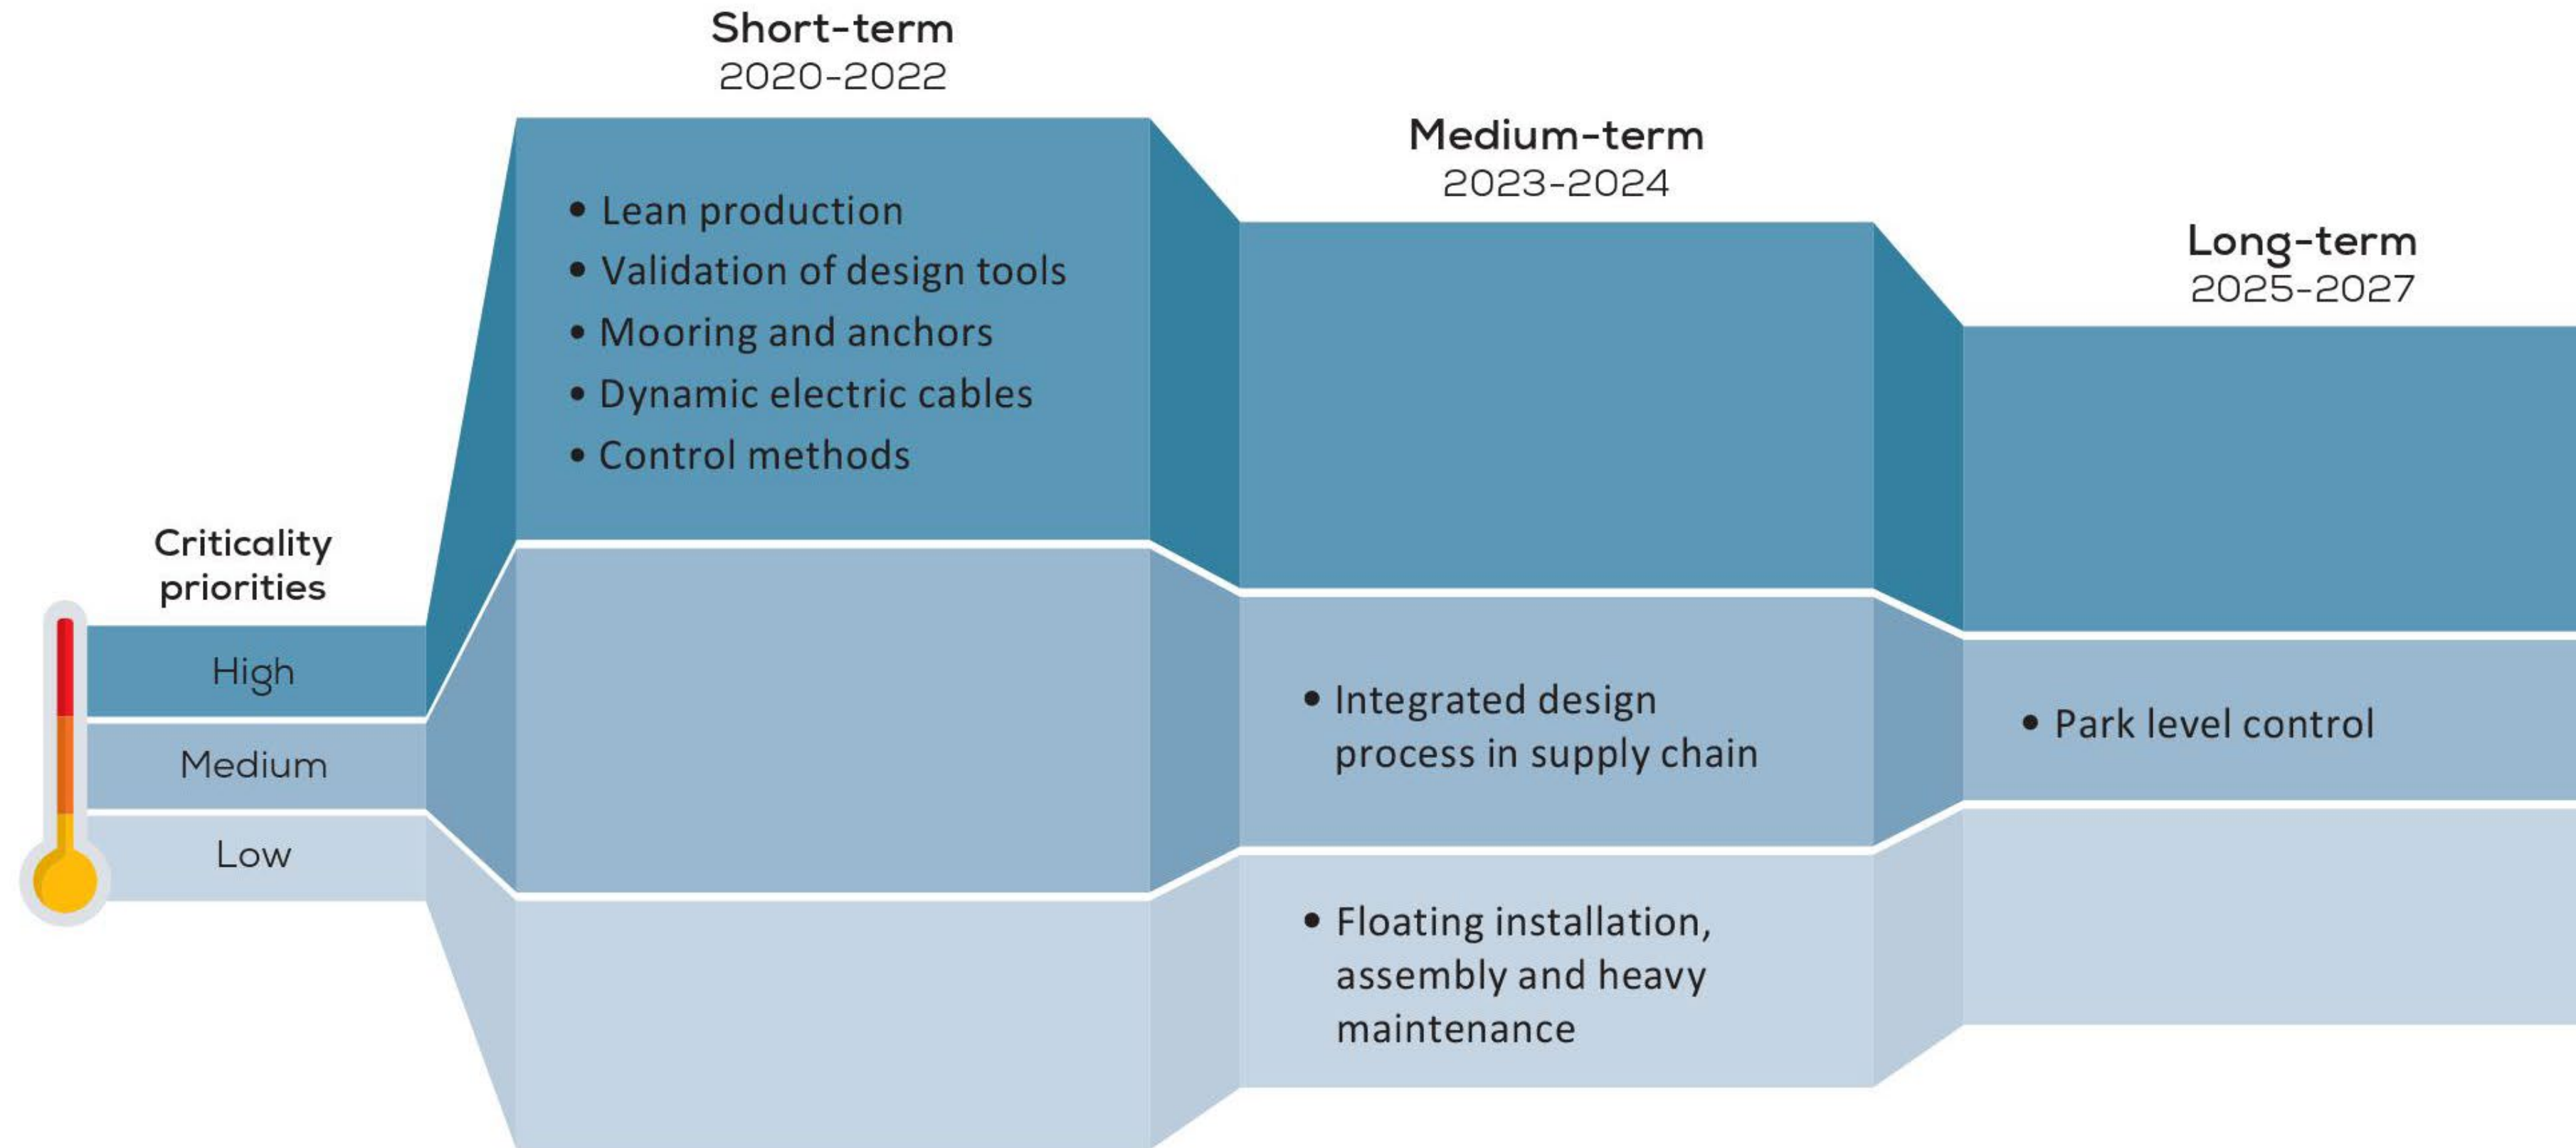 Short-term
2020-2022
Medium-term
2023-2024
Long-term
2025-2027
• Lean production
• Validation of design tools
• Mooring and anchors
• Dynamic electric cables
• Control methods
Criticality
priorities
High
Medium
Low
• Integrated design
process in supply chain
• Floating installation,
assembly and heavy
maintenance
• Park level control